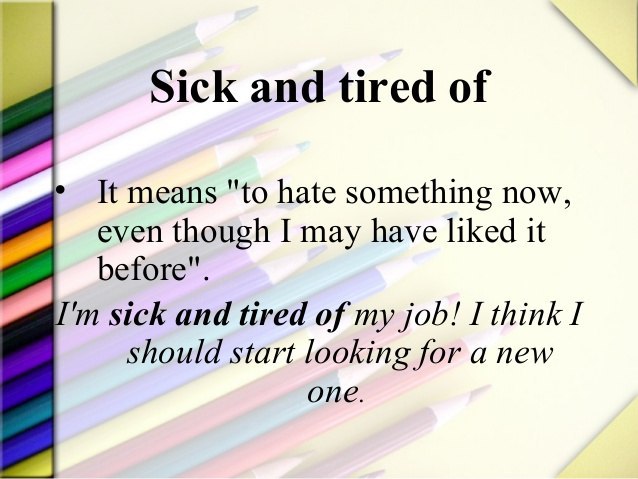 Sick and tired of
• It means "to hate something now,
even though I may have liked it
before".
I'm sick and tired of my job! I think I
should start looking for a new
one.